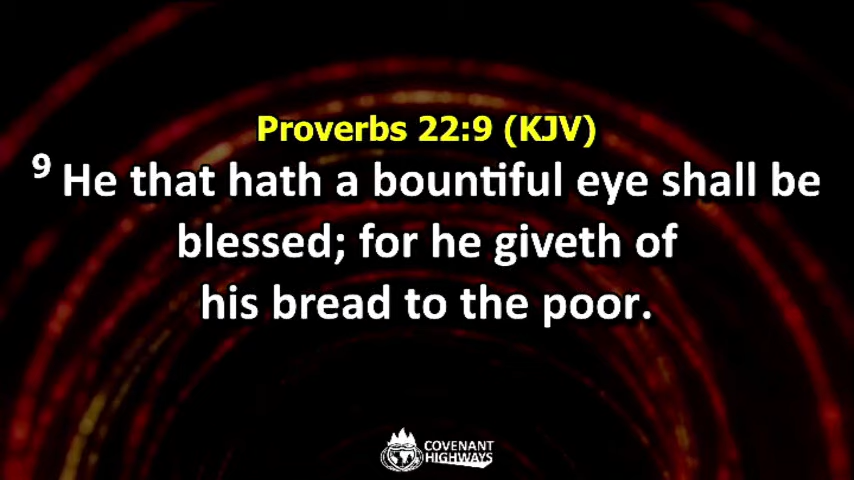 Proverbs 22:9 (KJV)
9 He that hath a bountiful eye shall be
blessed; for he giveth of
his bread to the poor.
COVENANT
HIGHWAYS